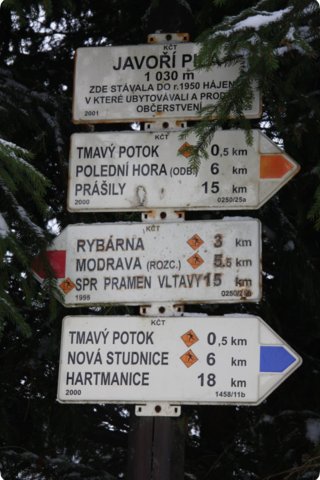 KČT
JAVOŘÍ
1 030 m
ZDE STÁVALA DO r.1950 HÁJEN
V KTERÉ UBYTOVÁVALI A PROD
OBČERSTVENÍ
2001
KČT
TMAVÝ POTOK 0,5 KM
POLEDNÍ HORA (ODB.) 6 KM
PRÁŠILY 15 KM
2000 0250/25a
KČT
RYBÁRNA 3 km
MODRAVA (ROZC.) 5.5 km
SPR PRAMEN VLTAVY 15 km
1998
KČT
TMAVÝ POTOK 0,5 KM
NOVÁ STUDNICE 6 KM
HARTMANICE 18 KM
2000 1458/11b